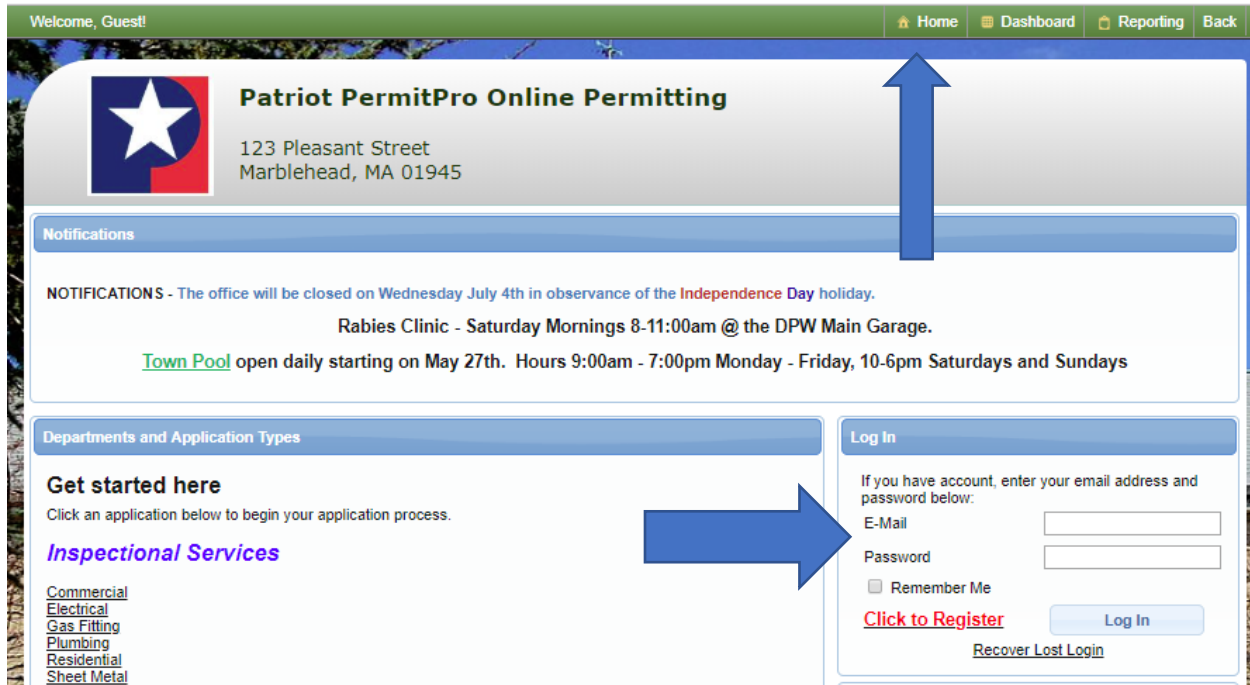 Welcome, Guest!
Home
Dashboard
Reporting
Back
Patriot PermitPro Online Permitting
123 Pleasant Street
Marblehead, MA 01945
Notifications
NOTIFICATIONS - The office will be closed on Wednesday July 4th in observance of the Independence Day holiday.
Rabies Clinic - Saturday Mornings 8-11:00am @ the DPW Main Garage.
Town Pool open daily starting on May 27th. Hours 9:00am - 7:00pm Monday - Friday, 10-6pm Saturdays and Sundays
Departments and Application Types
Get started here
Click an application below to begin your application process.
Inspectional Services
Commercial
Electrical
Gas Fitting
Plumbing
Residential
Sheet Metal
Log In
If you have account, enter your email address and
password below:
E-Mail
Password
Remember Me
Click to Register
Log In
Recover Lost Login